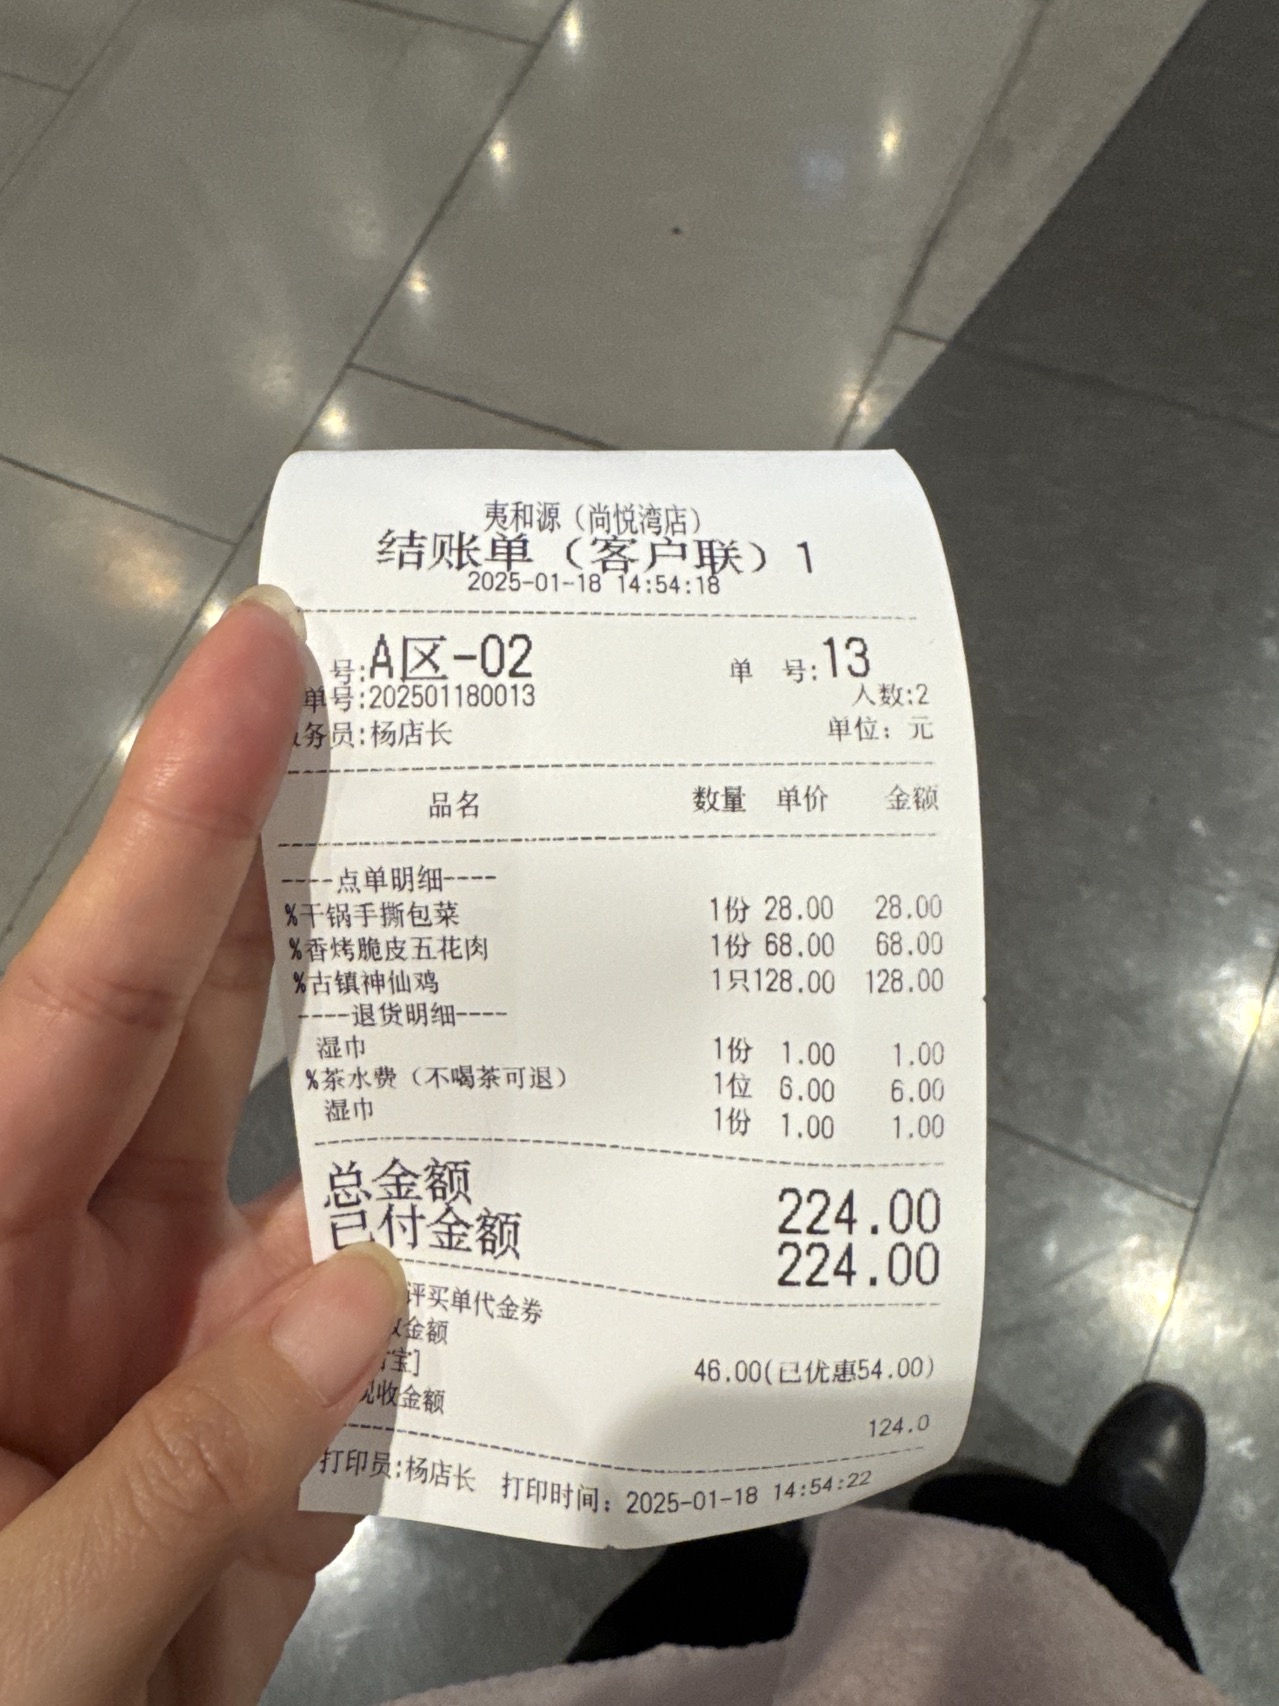 夷和源（尚悦湾店）
结账单（客户联）1
2025-01-18 14:54:18
号:A区-02 单 号:13
单号:202501180013 人数:2
务员:杨店长 单位: 元
品名 数量 单价 金额
----点单明细----
%干锅手撕包菜 1份 28.00 28.00
%香烤脆皮五花肉 1份 68.00 68.00
%古镇神仙鸡 1只128.00 128.00
----退货明细----
湿巾 1份 1.00 1.00
%茶水费（不喝茶可退） 1位 6.00 6.00
湿巾 1份 1.00 1.00
总金额 224.00
已付金额 224.00
评买单代金券
金额 46.00(已优惠54.00)
宝]
收金额 124.0
打印员:杨店长 打印时间: 2025-01-18 14:54:22